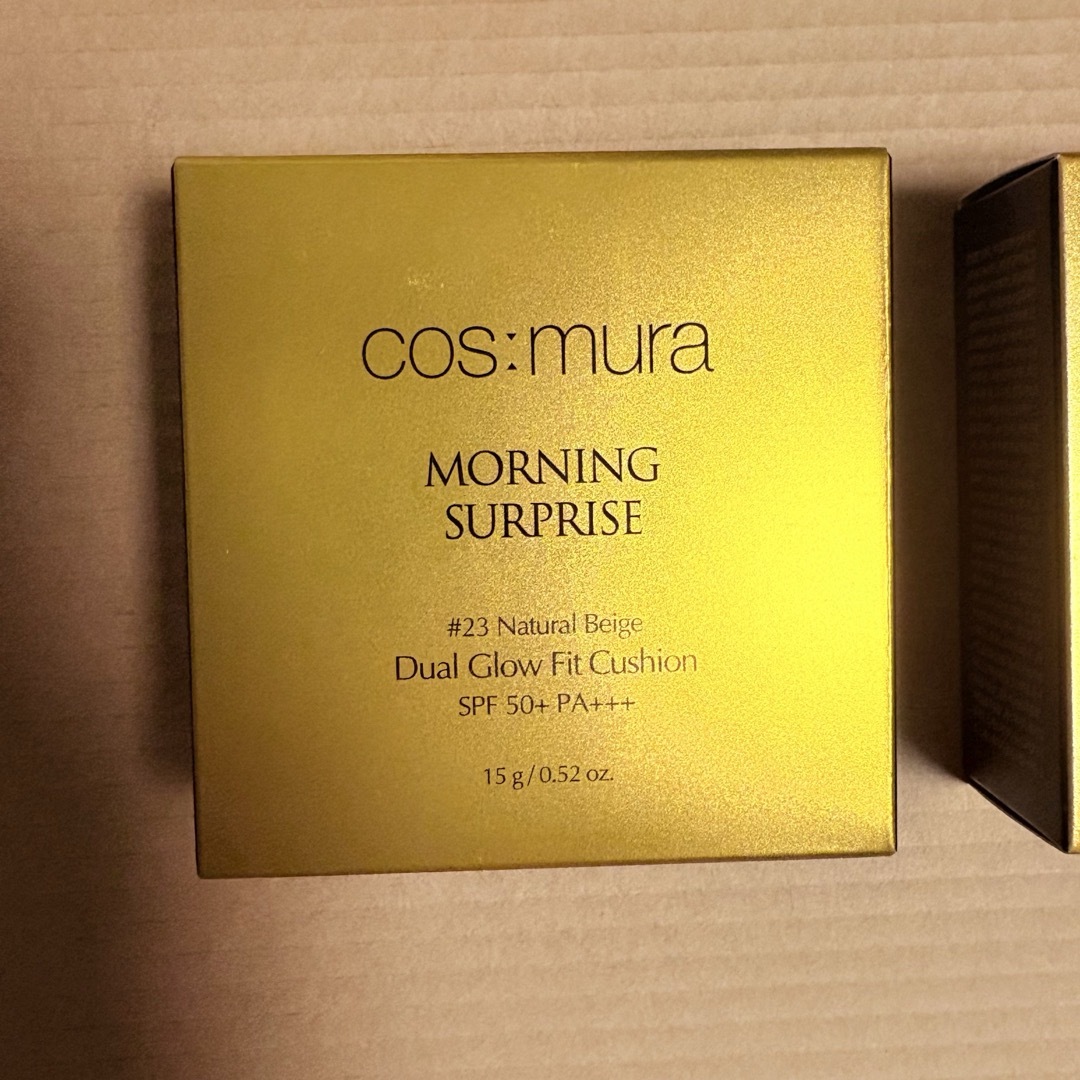 cos:mura
MORNING
SURPRISE
#23 Natural Beige
Dual Glow Fit Cushion
SPF 50+ PA+++
15 g / 0.52 oz.